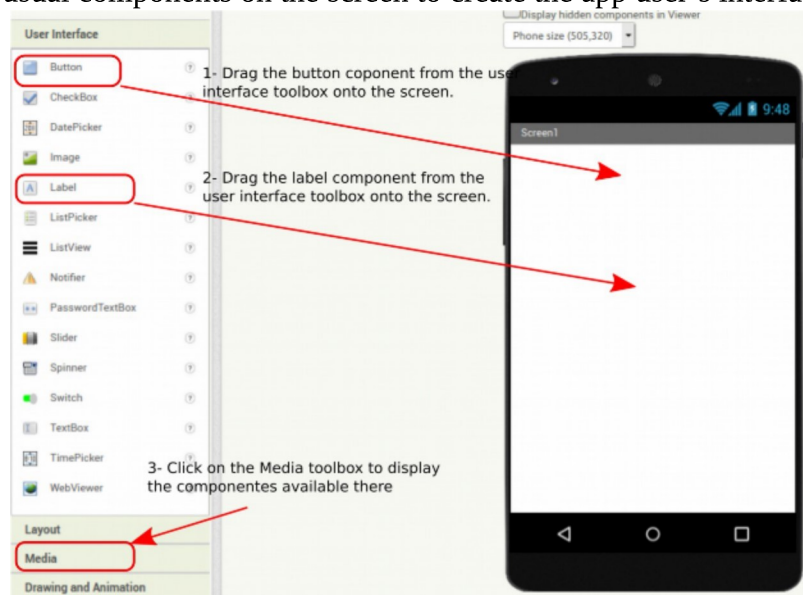 usual components on the screen to create the app user's interfa
Display hidden components in Viewer
User Interface
Phone size (505,320)
Button
1- Drag the button coponent from the user
interface toolbox onto the screen.
CheckBox
9:48
DatePicker
Screen1
Image
2- Drag the label component from the
user interface toolbox onto the screen.
Label
ListPicker
ListView
Notifier
PasswordTextBox
Slider
Spinner
Switch
TextBox
TimePicker
3- Click on the Media toolbox to display
the componentes available there
WebViewer
Layout
Media
Drawing and Animation